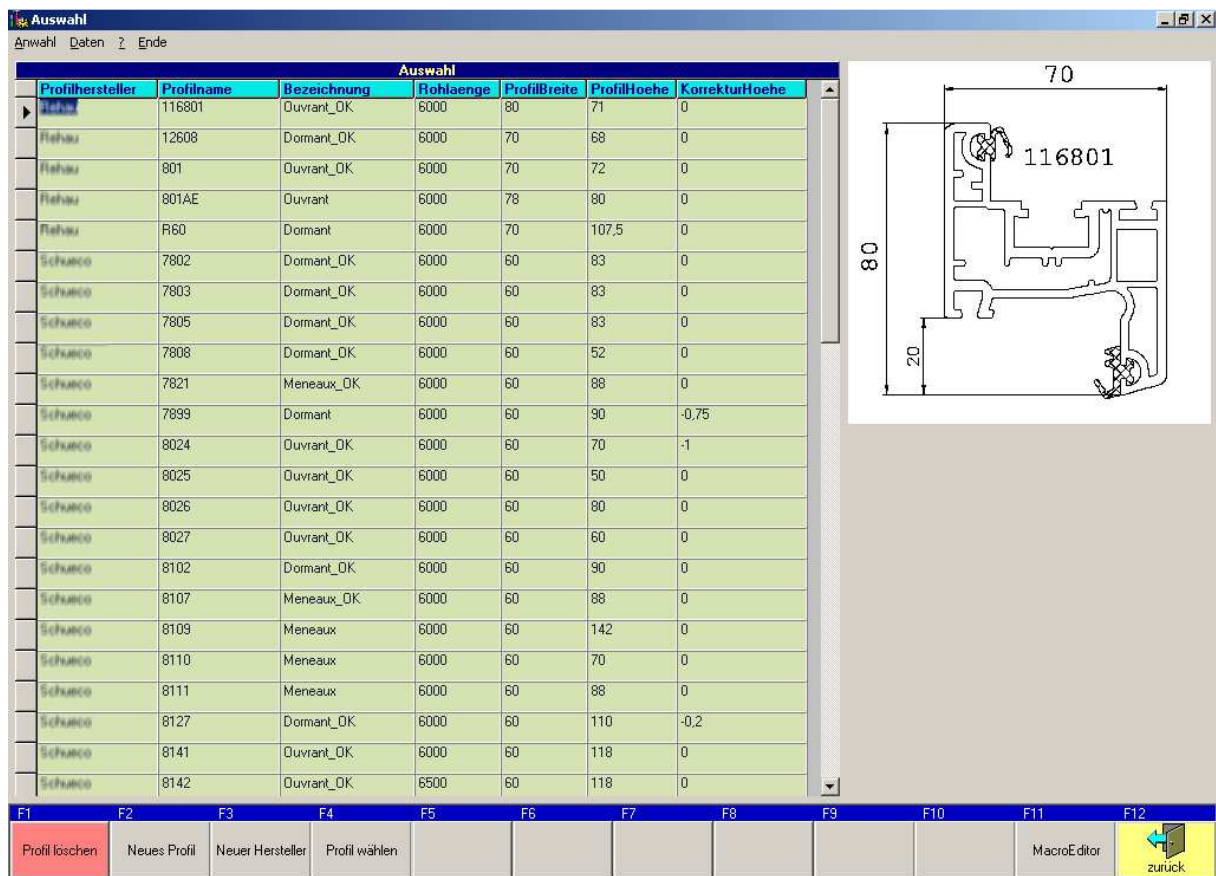 Auswahl
Anwahl Daten ? Ende
Auswahl
Profilhersteller Profilname Bezeichnung Rohlaenge ProfilBreite ProfilHoehe KorrekturHoehe
Rehau 116801 Ouvrant_OK 6000 80 71 0
Rehau 12608 Dormant_OK 6000 70 68 0
Rehau 801 Ouvrant_OK 6000 70 72 0
Rehau 801AE Ouvrant 6000 78 80 0
Rehau R60 Dormant 6000 70 107,5 0
Schueco 7802 Dormant_OK 6000 60 83 0
Schueco 7803 Dormant_OK 6000 60 83 0
Schueco 7805 Dormant_OK 6000 60 83 0
Schueco 7808 Dormant_OK 6000 60 52 0
Schueco 7821 Meneaux_OK 6000 60 88 0
Schueco 7899 Dormant 6000 60 90 -0,75
Schueco 8024 Ouvrant_OK 6000 60 70 -1
Schueco 8025 Ouvrant_OK 6000 60 50 0
Schueco 8026 Ouvrant_OK 6000 60 80 0
Schueco 8027 Ouvrant_OK 6000 60 60 0
Schueco 8102 Dormant_OK 6000 60 90 0
Schueco 8107 Meneaux_OK 6000 60 88 0
Schueco 8109 Meneaux 6000 60 142 0
Schueco 8110 Meneaux 6000 60 70 0
Schueco 8111 Meneaux 6000 60 88 0
Schueco 8127 Dormant_OK 6000 60 110 -0,2
Schueco 8141 Ouvrant_OK 6000 60 118 0
Schueco 8142 Ouvrant_OK 6500 60 118 0
70
116801
80
20
F1 F2 F3 F4 F5 F6 F7 F8 F9 F10 F11 F12
Profil löschen Neues Profil Neuer Hersteller Profil wählen MacroEditor zurück